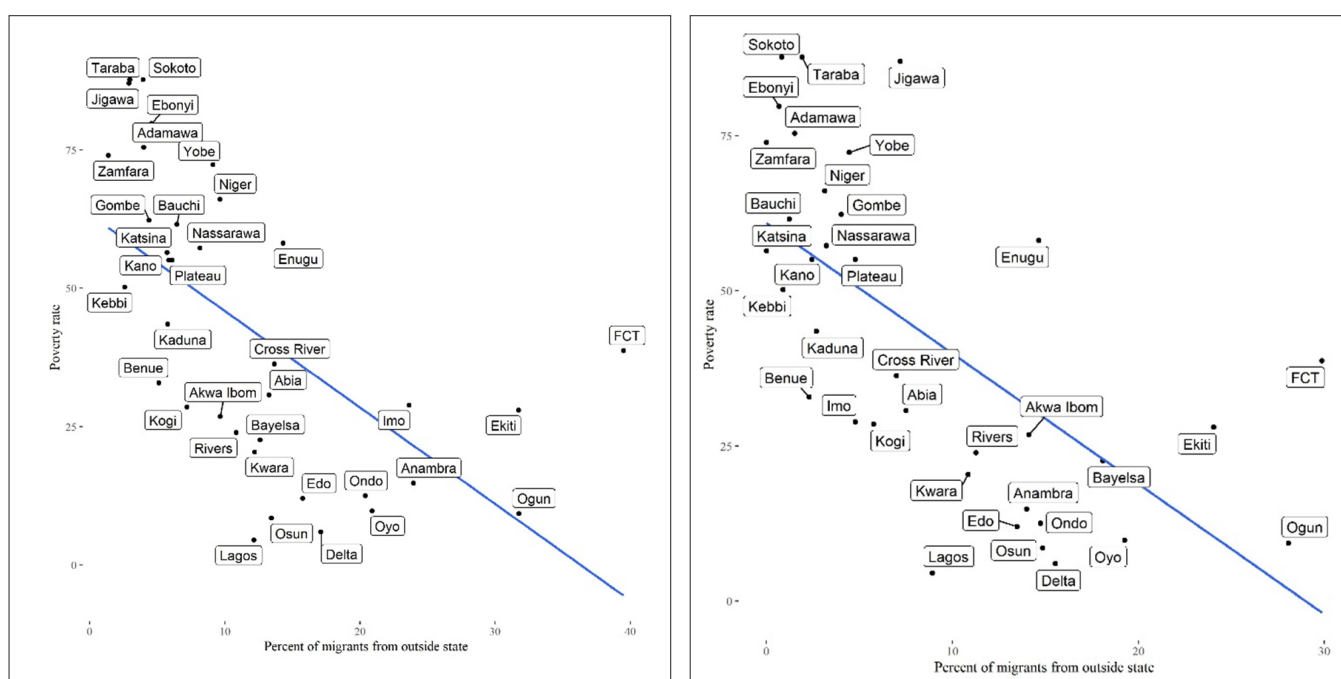 Taraba Sokoto
Jigawa Ebonyi
Adamawa
75
Yobe
Zamfara
Niger
Gombe Bauchi
Katsina Nassarawa
Enugu
Kano
Plateau
50
Kebbi
Kaduna
FCT
Cross River
Benue
Abia
Akwa Ibom
Kogi
Imo
Ekiti
25
Bayelsa
Rivers
Kwara
Anambra
Edo
Ondo
Ogun
Osun
Oyo
Lagos
Delta
0
Poverty rate
0 10 20 30 40
Percent of migrants from outside state
Sokoto
Taraba
Jigawa
Ebonyi
Adamawa
75
Yobe
Zamfara
Niger
Bauchi
Gombe
Katsina
Nassarawa
Enugu
Kano
Plateau
50
Kebbi
Kaduna
Cross River
FCT
Benue
Abia
Imo
Akwa Ibom
Kogi
Rivers
Ekiti
25
Bayelsa
Kwara
Anambra
Edo
Ondo
Ogun
Osun
Lagos
Oyo
Delta
0
Poverty rate
0 10 20 30
Percent of migrants from outside state